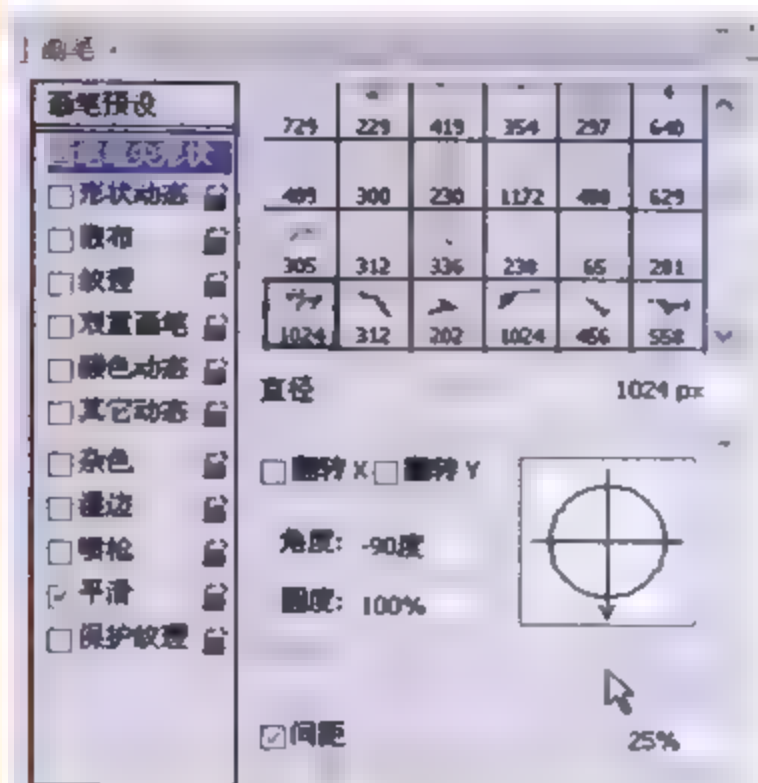 画笔
画笔预设
画笔笔尖形状
形状动态
散布
纹理
双重画笔
颜色动态
其它动态
杂色
湿边
喷枪
平滑
保护纹理
729 229 419 354 297 640
499 300 230 1172 488 629
305 312 336 238 65 281
1024 312 202 1024 456 558
直径 1024 px
翻转 X 翻转 Y
角度: -90度
圆度: 100%
间距 25%